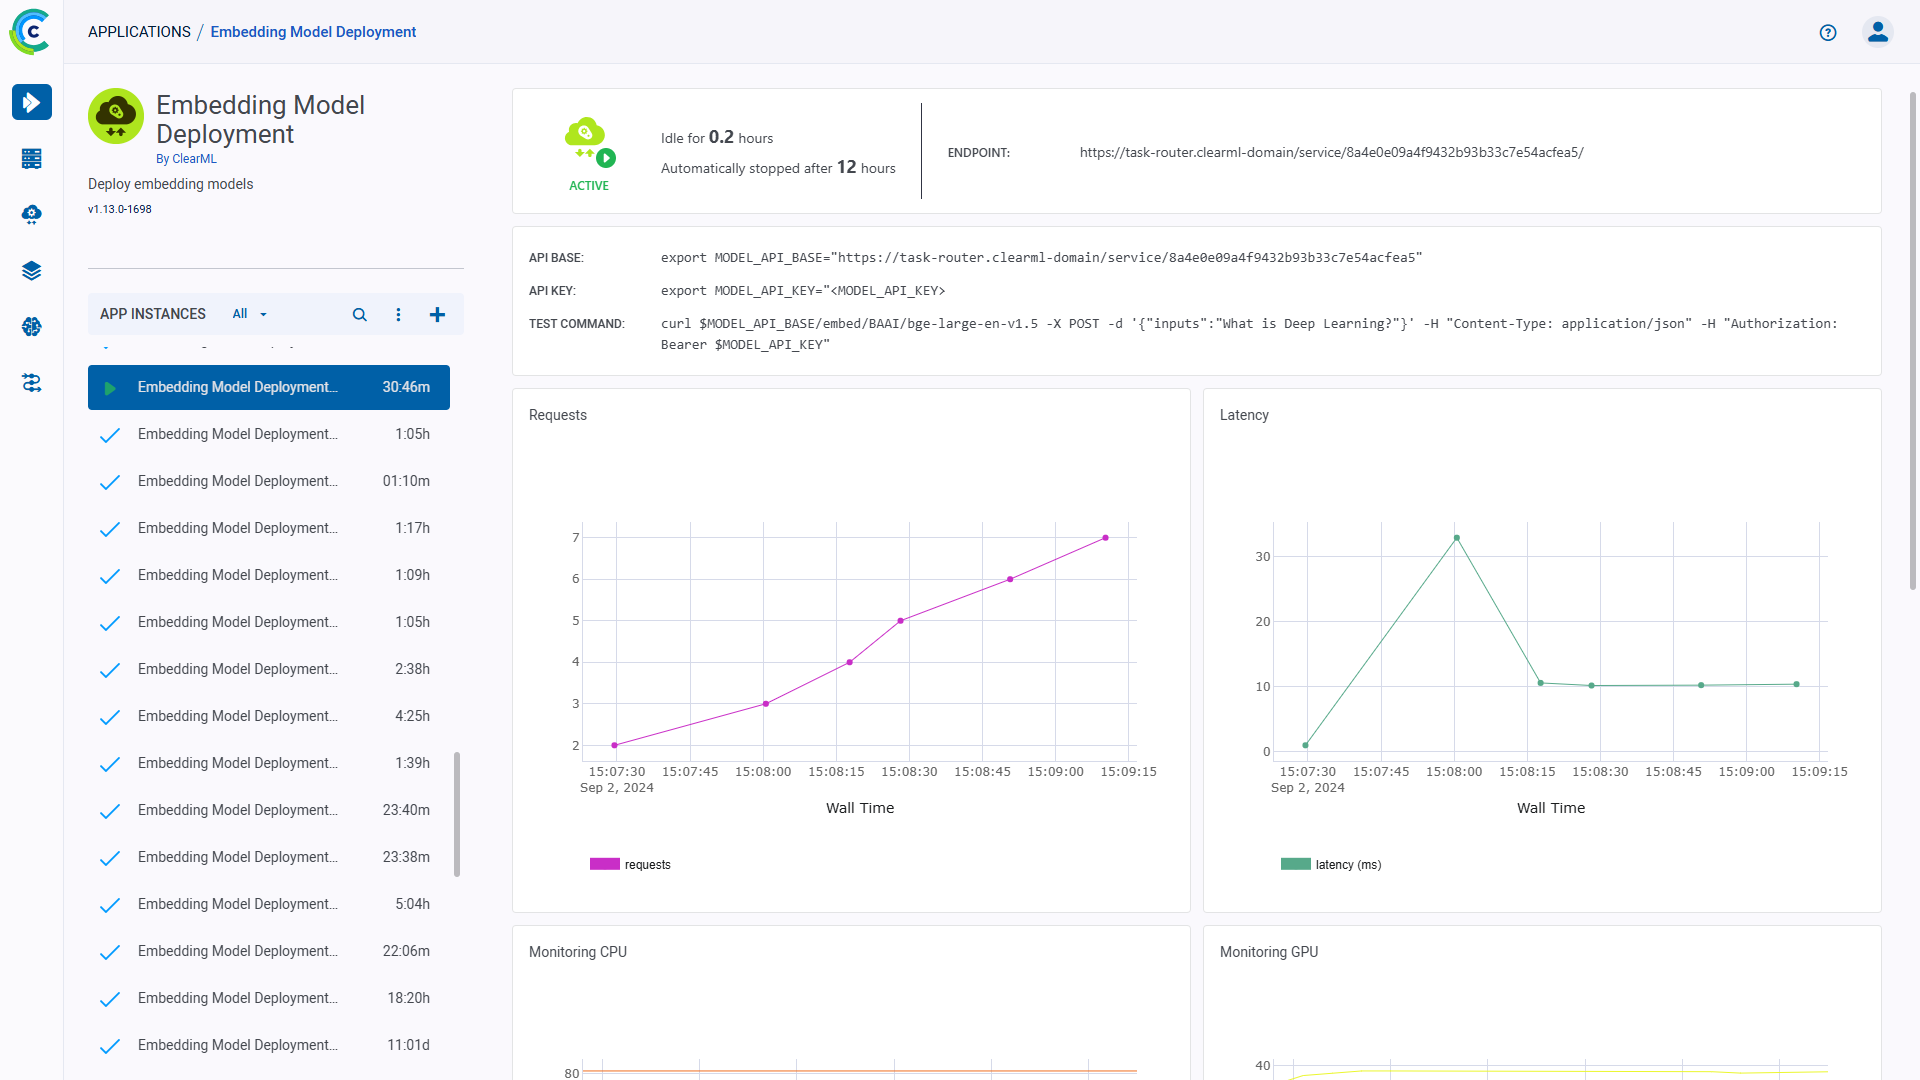 APPLICATIONS / Embedding Model Deployment
Embedding Model
Deployment
By ClearML
Deploy embedding models
v1.13.0-1698
APP INSTANCES All
Embedding Model Deployment... 30:46m
Embedding Model Deployment... 1:05h
Embedding Model Deployment... 01:10m
Embedding Model Deployment... 1:17h
Embedding Model Deployment... 1:09h
Embedding Model Deployment... 1:05h
Embedding Model Deployment... 2:38h
Embedding Model Deployment... 4:25h
Embedding Model Deployment... 1:39h
Embedding Model Deployment... 23:40m
Embedding Model Deployment... 23:38m
Embedding Model Deployment... 5:04h
Embedding Model Deployment... 22:06m
Embedding Model Deployment... 18:20h
Embedding Model Deployment... 11:01d
ACTIVE
Idle for 0.2 hours
Automatically stopped after 12 hours
ENDPOINT: https://task-router.clearml-domain/service/8a4e0e09a4f9432b93b33c7e54acfea5/
API BASE: export MODEL_API_BASE="https://task-router.clearml-domain/service/8a4e0e09a4f9432b93b33c7e54acfea5"
API KEY: export MODEL_API_KEY="<MODEL_API_KEY>
TEST COMMAND: curl $MODEL_API_BASE/embed/BAAI/bge-large-en-v1.5 -X POST -d '{"inputs":"What is Deep Learning?"}' -H "Content-Type: application/json" -H "Authorization:
Bearer $MODEL_API_KEY"
Requests
7
6
5
4
3
2
15:07:30 15:07:45 15:08:00 15:08:15 15:08:30 15:08:45 15:09:00 15:09:15
Sep 2, 2024
Wall Time
requests
Latency
30
20
10
0
15:07:30 15:07:45 15:08:00 15:08:15 15:08:30 15:08:45 15:09:00 15:09:15
Sep 2, 2024
Wall Time
latency (ms)
Monitoring CPU
80
Monitoring GPU
40